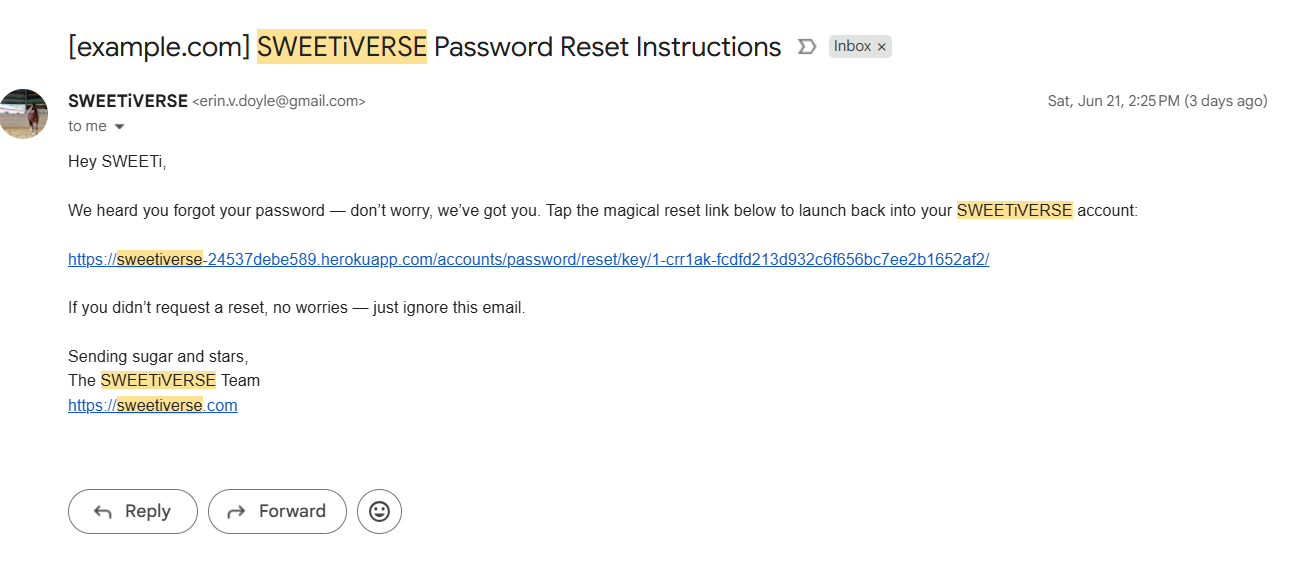 [example.com] SWEETiVERSE Password Reset Instructions Inbox ×
SWEETiVERSE <erin.v.doyle@gmail.com> Sat, Jun 21, 2:25 PM (3 days ago)
to me
Hey SWEETi,
We heard you forgot your password — don’t worry, we’ve got you. Tap the magical reset link below to launch back into your SWEETiVERSE account:
https://sweetiverse-24537debe589.herokuapp.com/accounts/password/reset/key/1-crr1ak-fcdfd213d932c6f656bc7ee2b1652af2/
If you didn’t request a reset, no worries — just ignore this email.
Sending sugar and stars,
The SWEETiVERSE Team
https://sweetiverse.com
Reply Forward